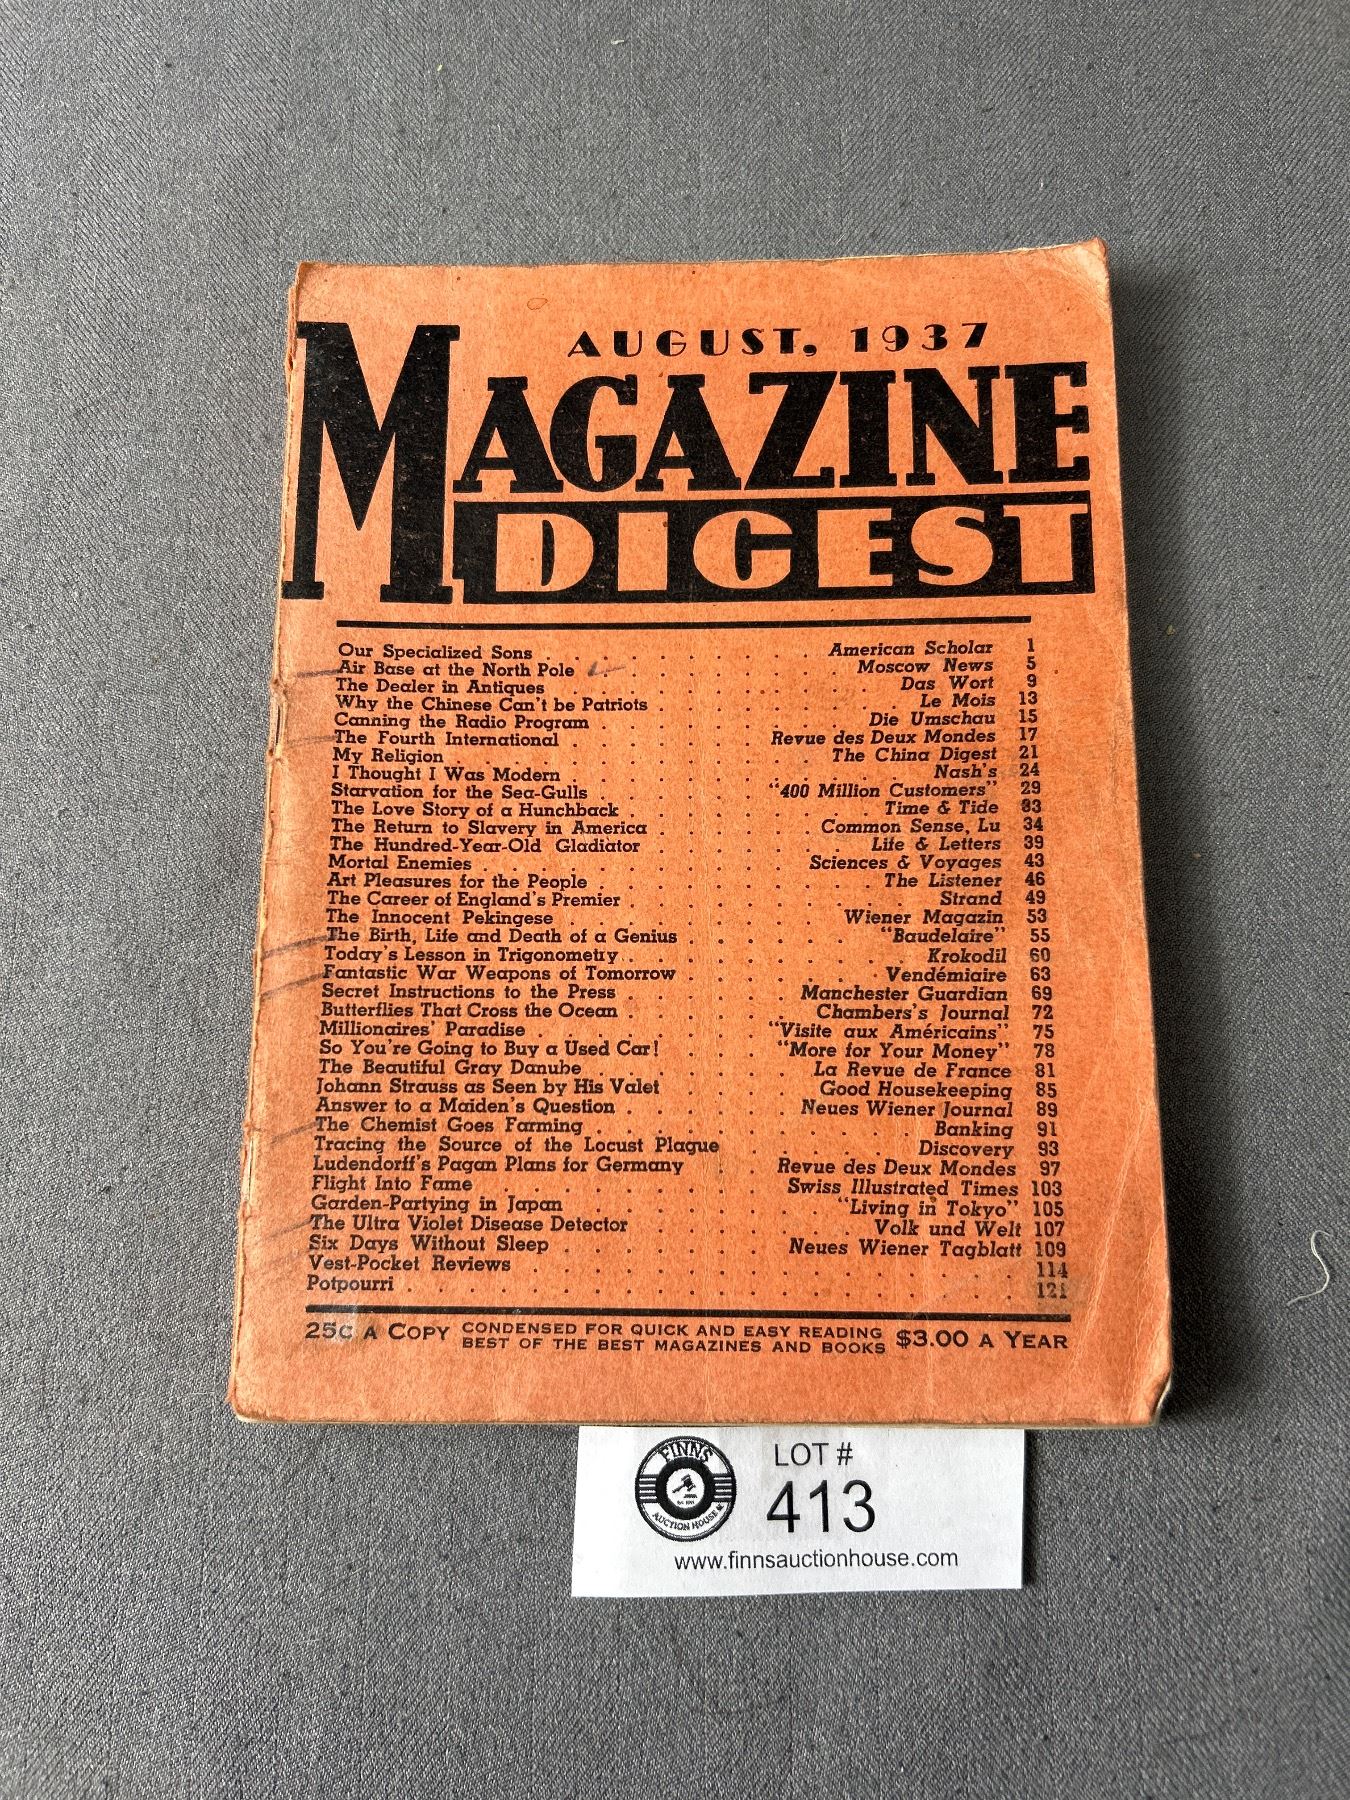 AUGUST, 1937
MAGAZINE
DIGEST
Our Specialized Sons . . . . . . . . . American Scholar 1
Air Base at the North Pole . . . . . . . . Moscow News 5
The Dealer in Antiques . . . . . . . . . . . Das Wort 9
Why the Chinese Can't be Patriots . . . . . . . . Le Mois 13
Canning the Radio Program . . . . . . . . . Die Umschau 15
The Fourth International . . . . . . . Revue des Deux Mondes 17
My Religion . . . . . . . . . . . . The China Digest 21
I Thought I Was Modern . . . . . . . . . . . . Nash's 24
Starvation for the Sea-Gulls . . . . . . "400 Million Customers" 29
The Love Story of a Hunchback . . . . . . . . . Time & Tide 33
The Return to Slavery in America . . . . . . Common Sense, Lu 34
The Hundred-Year-Old Gladiator . . . . . . . . Life & Letters 39
Mortal Enemies . . . . . . . . . . . Sciences & Voyages 43
Art Pleasures for the People . . . . . . . . . . The Listener 46
The Career of England's Premier . . . . . . . . . . Strand 49
The Innocent Pekingese . . . . . . . . . Wiener Magazin 53
The Birth, Life and Death of a Genius . . . . . . "Baudelaire" 55
Today's Lesson in Trigonometry . . . . . . . . . . Krokodil 60
Fantastic War Weapons of Tomorrow . . . . . . . Vendémiaire 63
Secret Instructions to the Press . . . . . . Manchester Guardian 69
Butterflies That Cross the Ocean . . . . . . Chambers's Journal 72
Millionaires' Paradise . . . . . . . . "Visite aux Américains" 75
So You're Going to Buy a Used Car! . . . "More for Your Money" 78
The Beautiful Gray Danube . . . . . . . La Revue de France 81
Johann Strauss as Seen by His Valet . . . . Good Housekeeping 85
Answer to a Maiden's Question . . . . . . Neues Wiener Journal 89
The Chemist Goes Farming . . . . . . . . . . . Banking 91
Tracing the Source of the Locust Plague . . . . . . Discovery 93
Ludendorff's Pagan Plans for Germany . . Revue des Deux Mondes 97
Flight Into Fame . . . . . . . . . . Swiss Illustrated Times 103
Garden-Partying in Japan . . . . . . . . "Living in Tokyo" 105
The Ultra Violet Disease Detector . . . . . . . Volk und Welt 107
Six Days Without Sleep . . . . . . . Neues Wiener Tagblatt 109
Vest-Pocket Reviews . . . . . . . . . . . . . . . . 114
Potpourri . . . . . . . . . . . . . . . . . . . . 121
25c A COPY CONDENSED FOR QUICK AND EASY READING
BEST OF THE BEST MAGAZINES AND BOOKS $3.00 A YEAR
FINNS
AUCTION HOUSE
LOT #
413
www.finnsauctionhouse.com